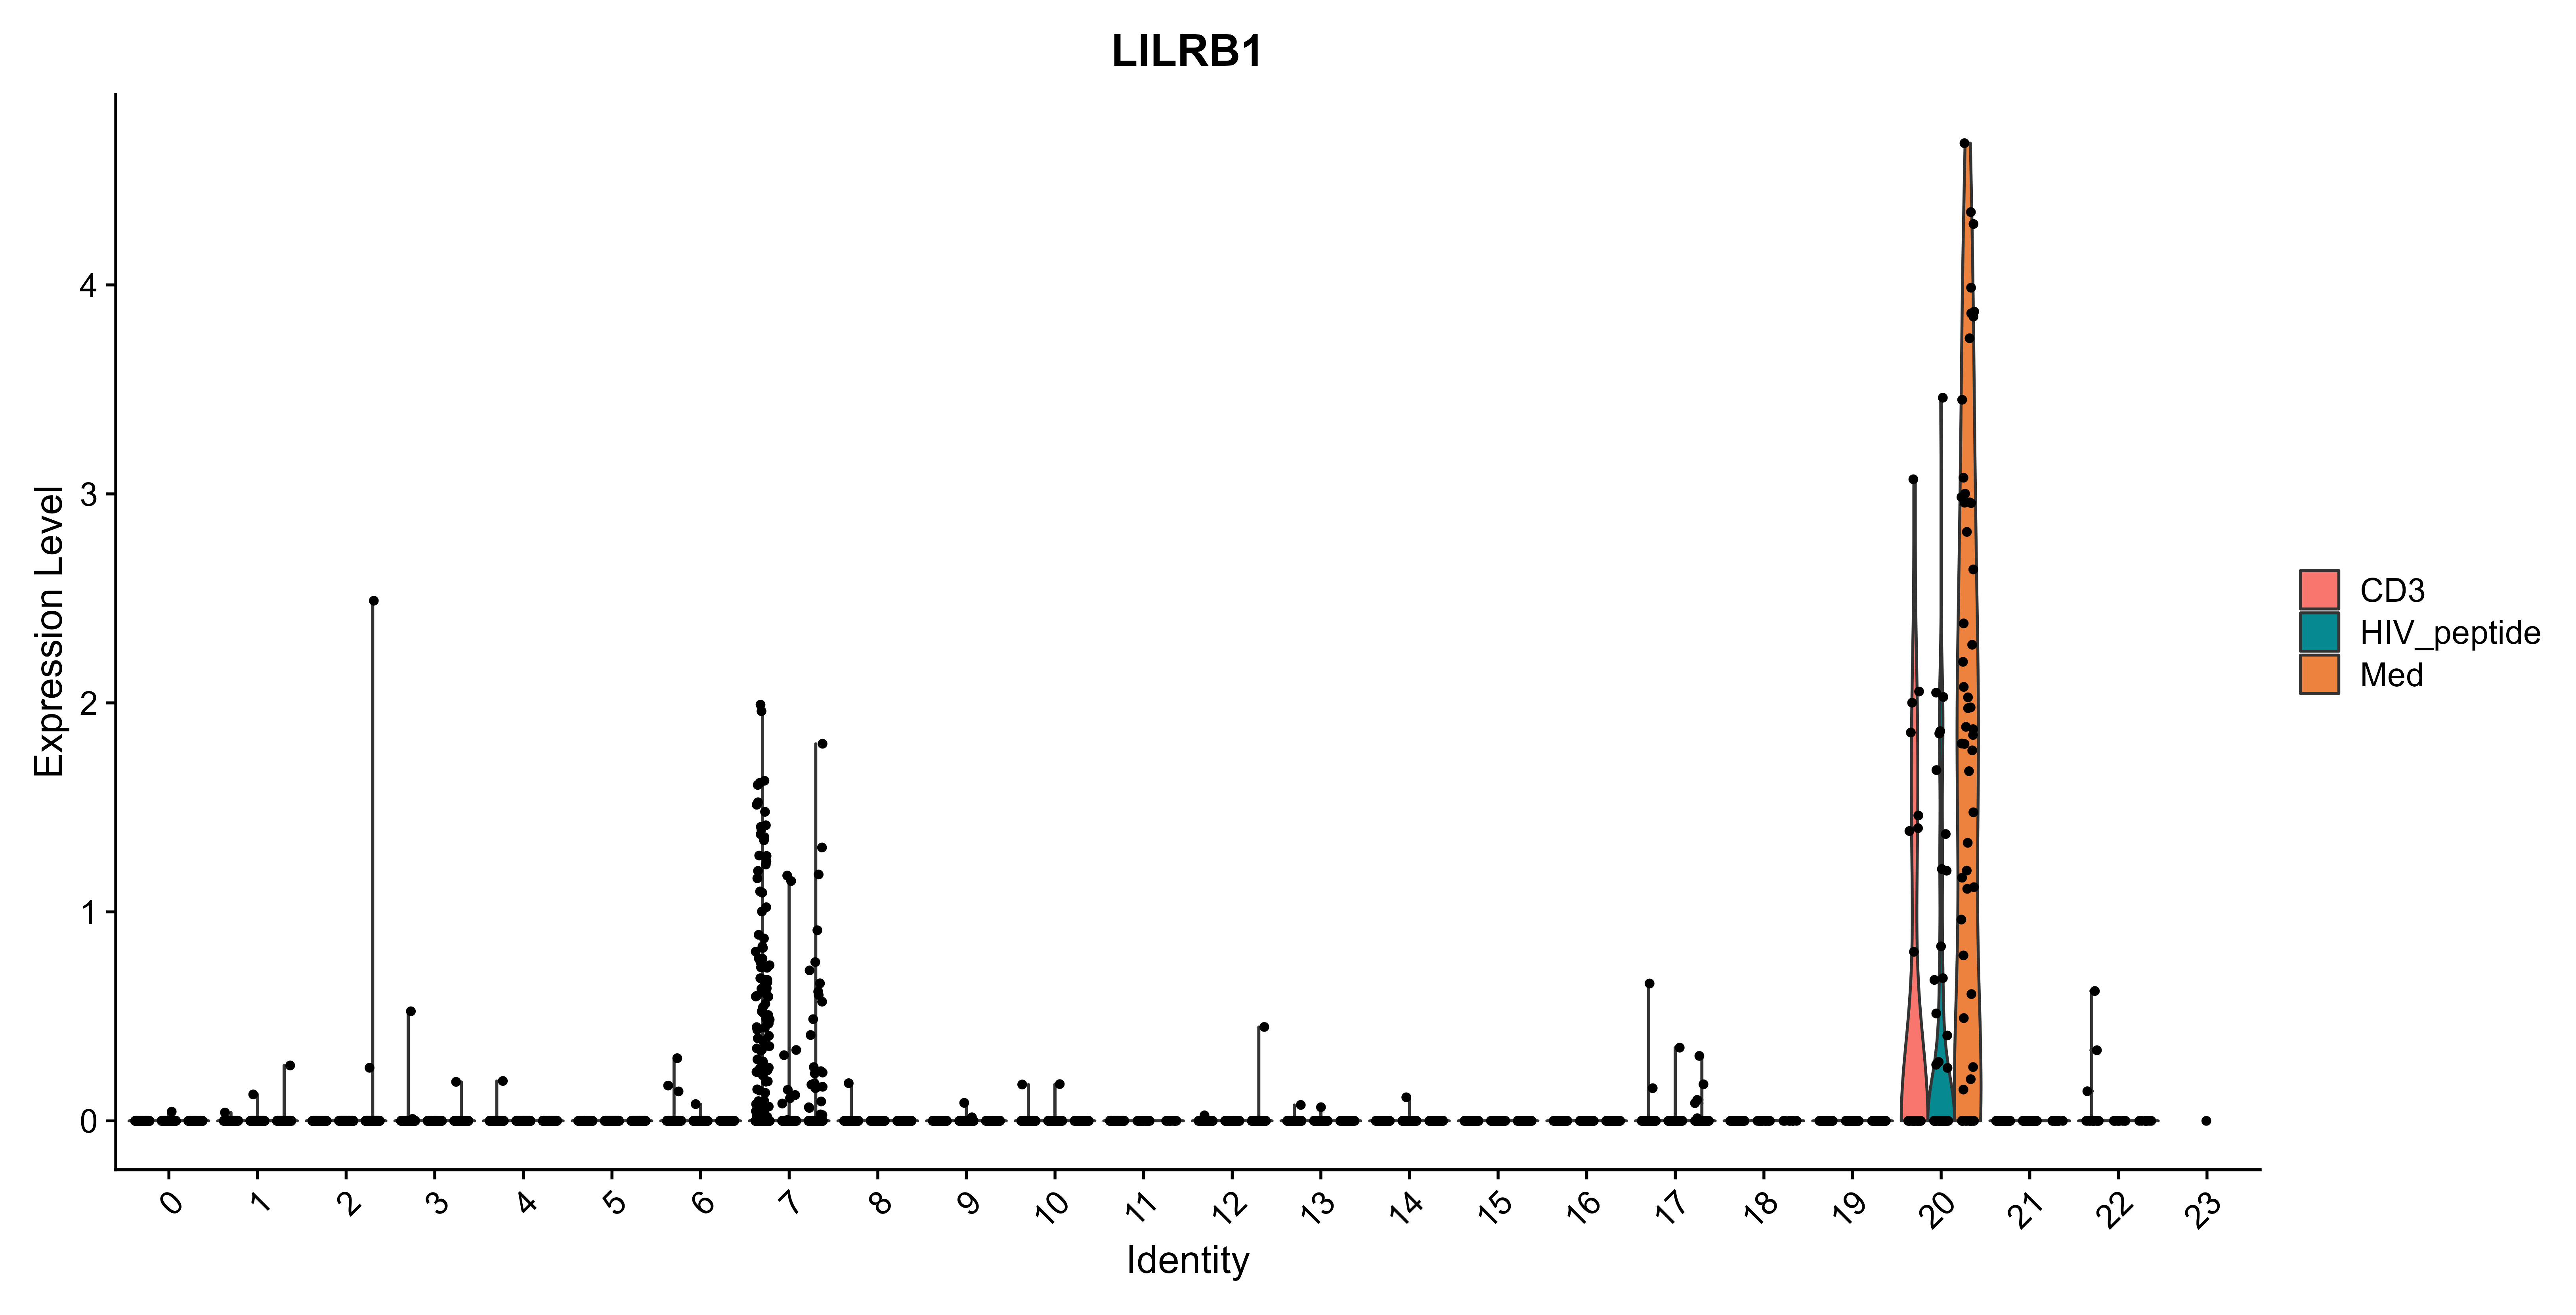 LILRB1
Expression Level
4
3
2
1
0
0 1 2 3 4 5 6 7 8 9 10 11 12 13 14 15 16 17 18 19 20 21 22 23
Identity
CD3
HIV_peptide
Med